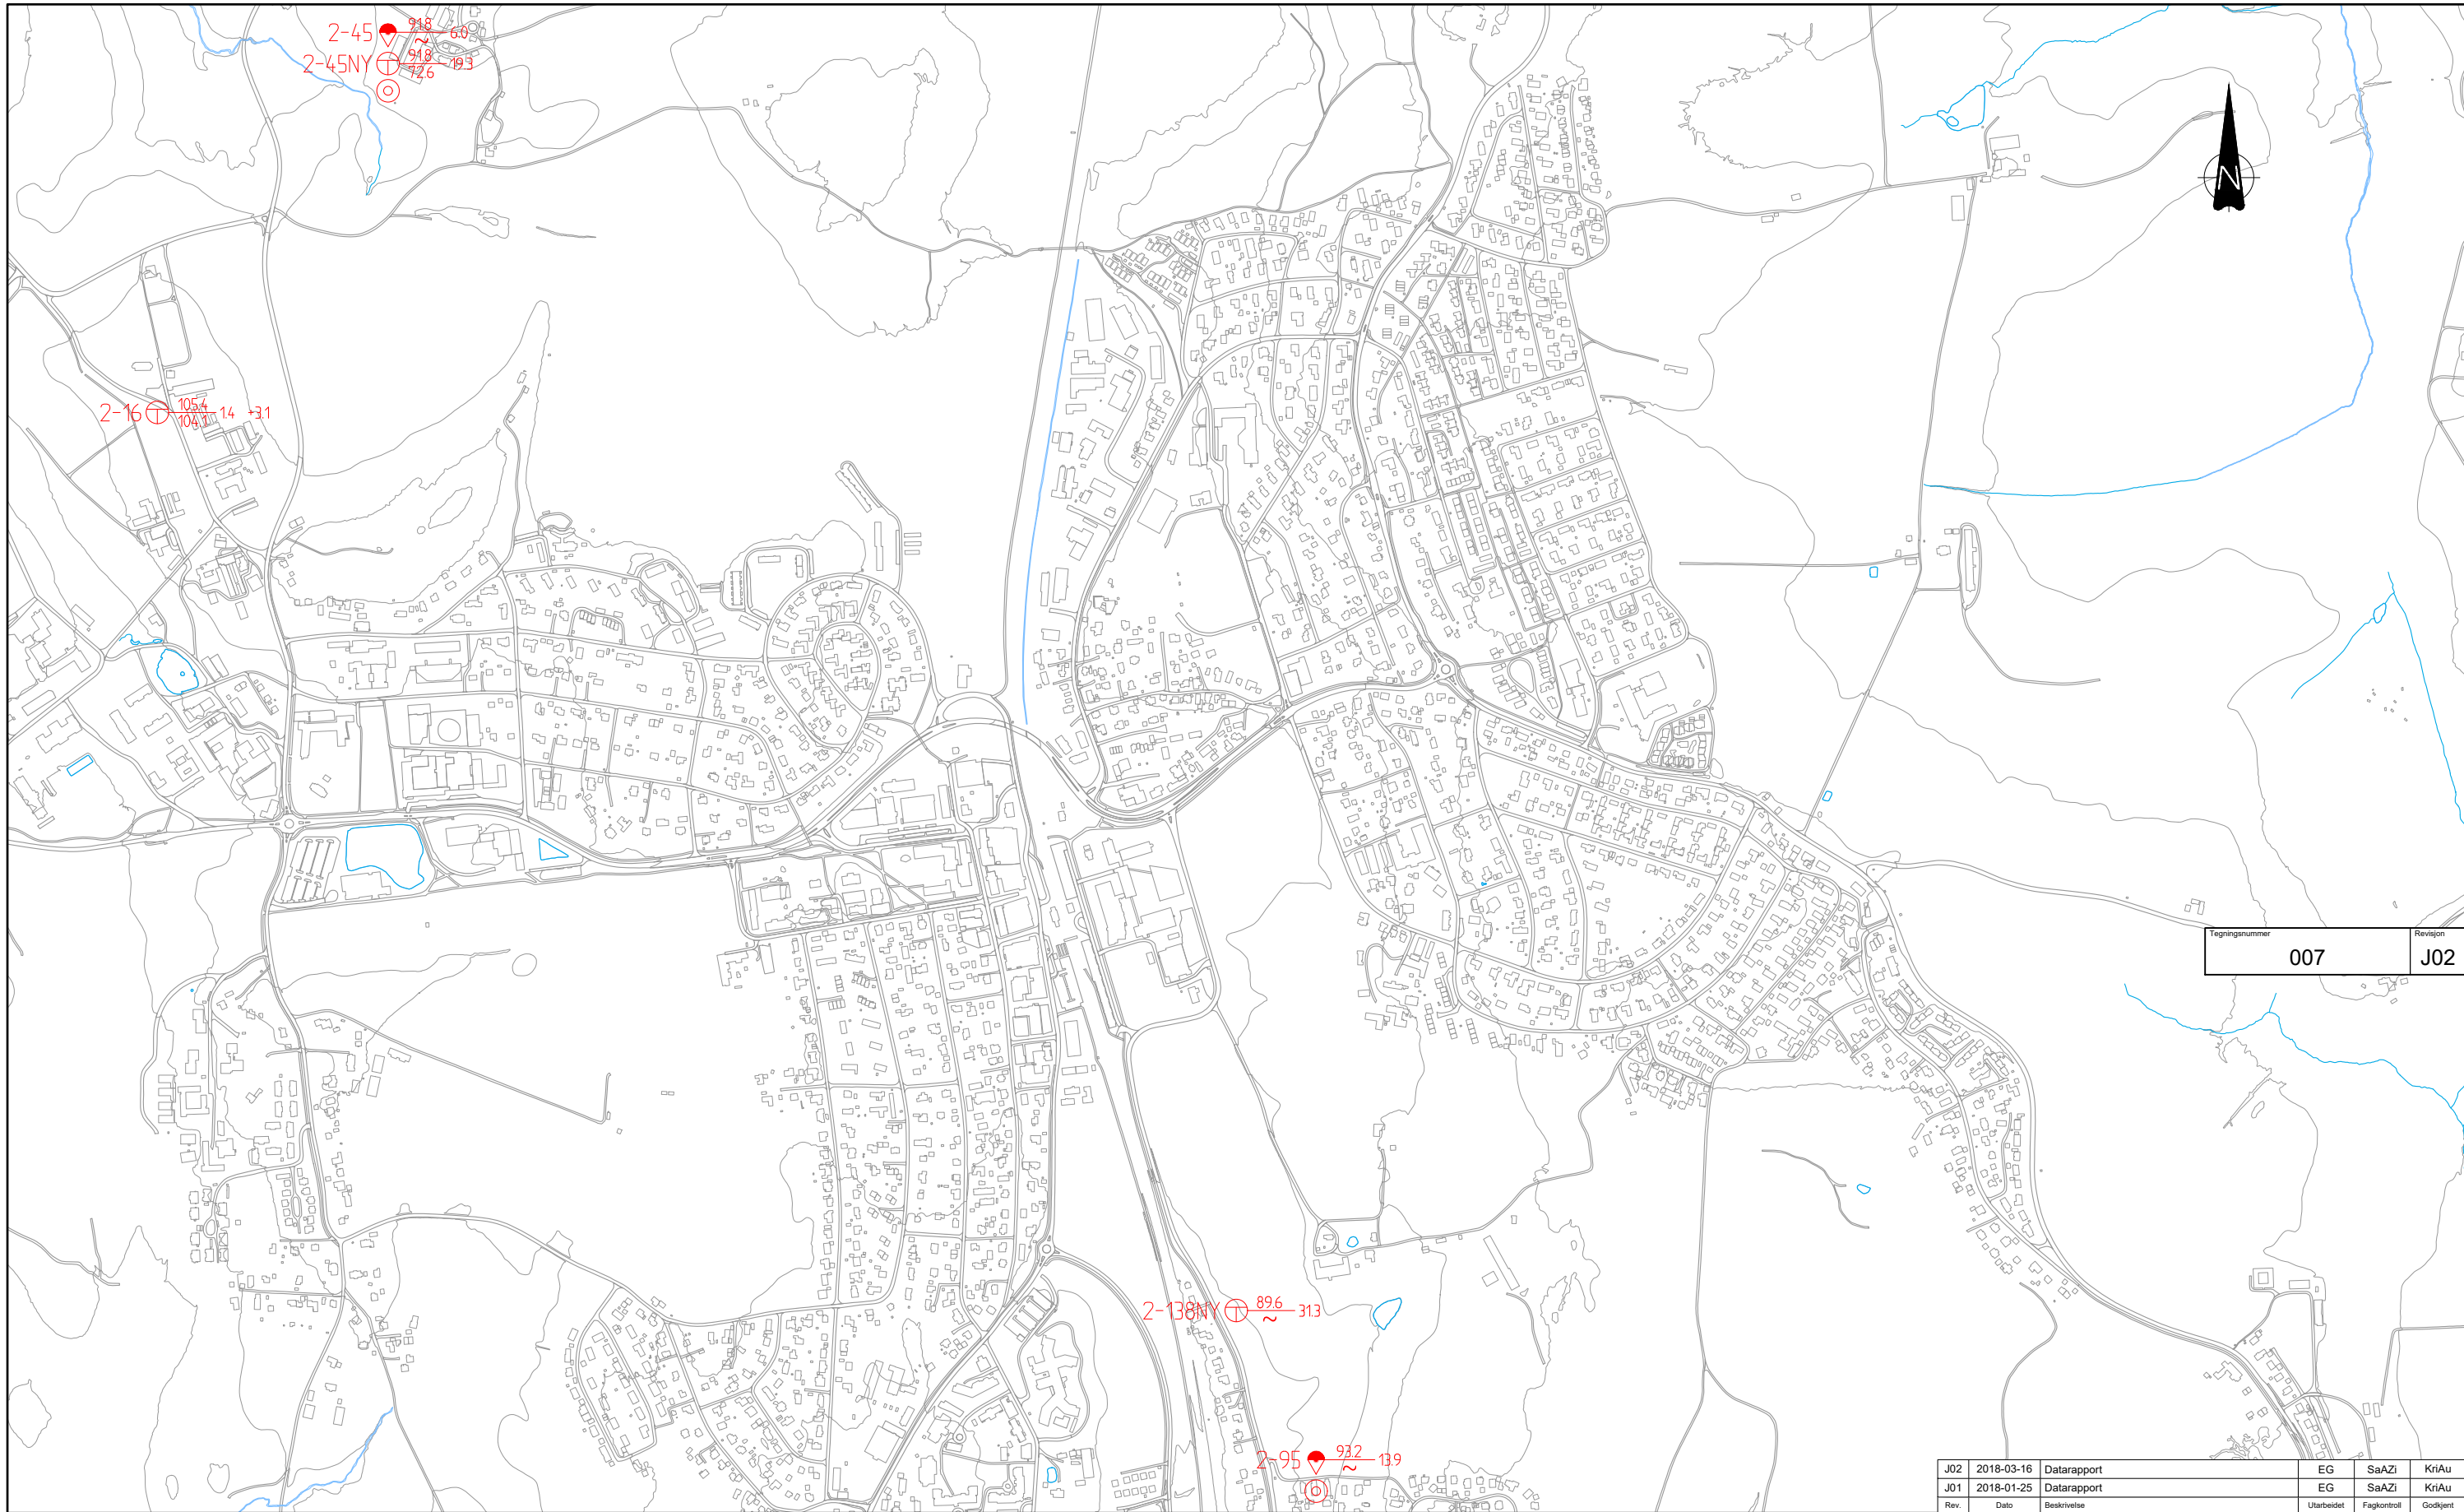 2-45 91.8 ~ 6.0
2-45NY 91.8 72.6 19.3
N
2-16 105.4 104.1 1.4 +3.1
Tegningsnummer Revisjon
007 J02
2-138NY 89.6 ~ 31.3
2-95 93.2 ~ 13.9
J02 2018-03-16 Datarapport EG SaAZi KriAu
J01 2018-01-25 Datarapport EG SaAZi KriAu
Rev. Dato Beskrivelse Utarbeidet Fagkontroll Godkjent